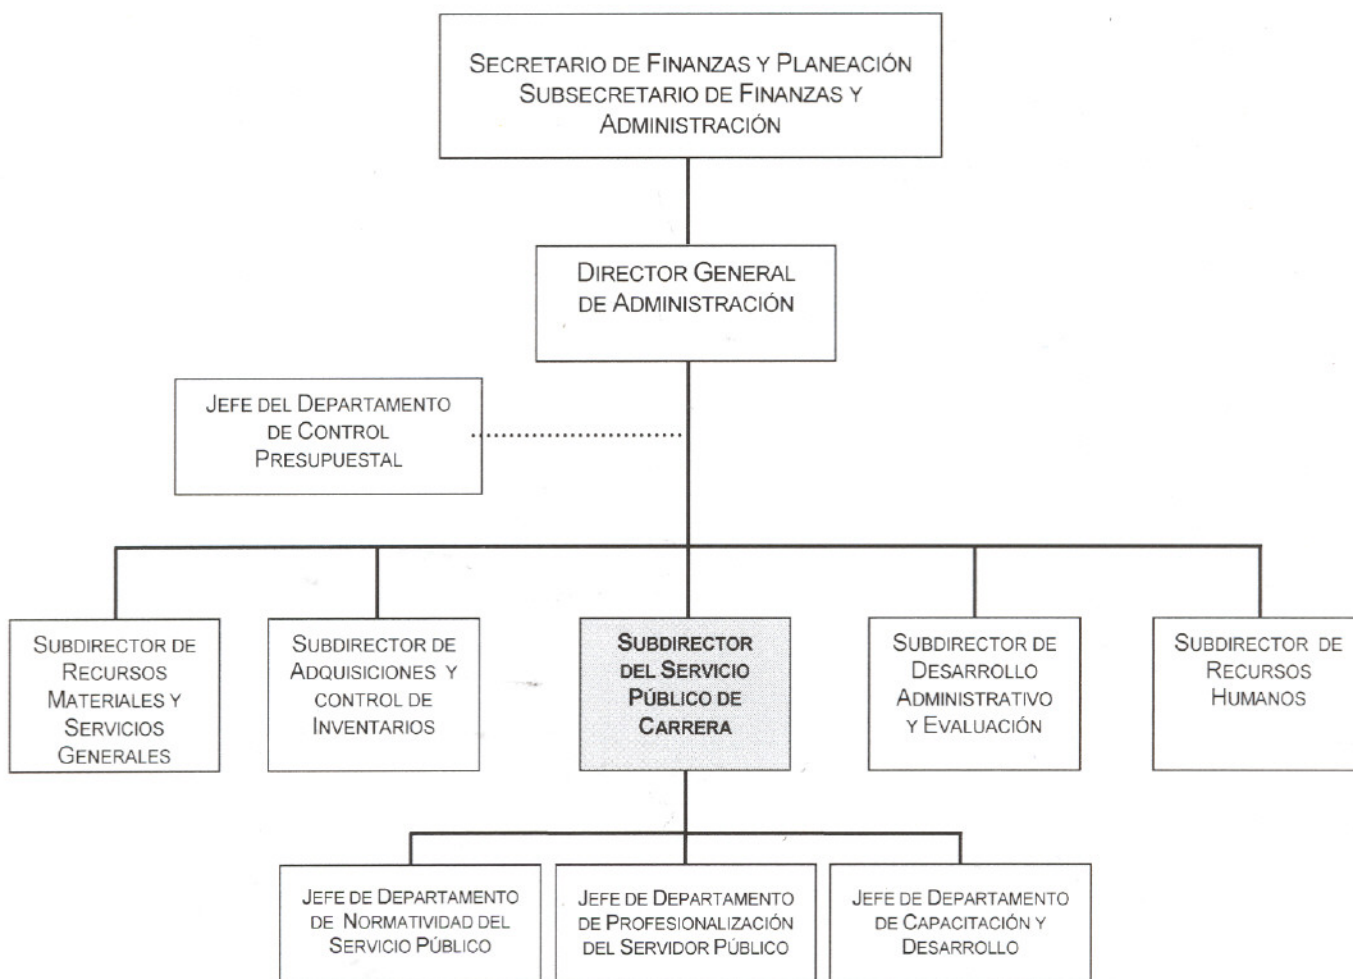 SECRETARIO DE FINANZAS Y PLANEACIÓN
SUBSECRETARIO DE FINANZAS Y
ADMINISTRACIÓN
DIRECTOR GENERAL
DE ADMINISTRACIÓN
JEFE DEL DEPARTAMENTO
DE CONTROL
PRESUPUESTAL
SUBDIRECTOR DE
RECURSOS
MATERIALES Y
SERVICIOS
GENERALES
SUBDIRECTOR DE
ADQUISICIONES Y
CONTROL DE
INVENTARIOS
SUBDIRECTOR
DEL SERVICIO
PÚBLICO DE
CARRERA
SUBDIRECTOR DE
DESARROLLO
ADMINISTRATIVO
Y EVALUACIÓN
SUBDIRECTOR DE
RECURSOS
HUMANOS
JEFE DE DEPARTAMENTO
DE NORMATIVIDAD DEL
SERVICIO PÚBLICO
JEFE DE DEPARTAMENTO
DE PROFESIONALIZACIÓN
DEL SERVIDOR PÚBLICO
JEFE DE DEPARTAMENTO
DE CAPACITACIÓN Y
DESARROLLO